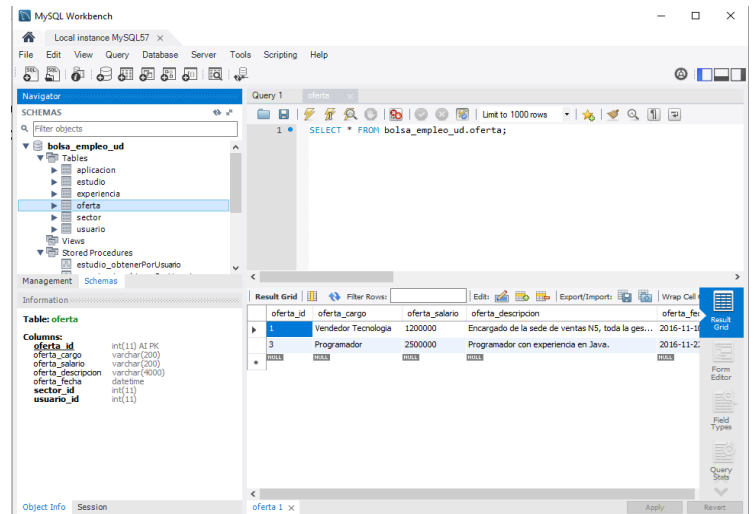 MySQL Workbench
Local instance MySQL57
File Edit View Query Database Server Tools Scripting Help
Navigator
Query 1 oferta
SCHEMAS
Filter objects
Limit to 1000 rows
1 SELECT * FROM bolsa_empleo_ud.oferta;
bolsa_empleo_ud
Tables
aplicacion
estudio
experiencia
oferta
sector
usuario
Views
Stored Procedures
estudio_obtenerPorUsuario
Management Schemas
Information
Table: oferta
Columns:
oferta_id int(11) AI PK
oferta_cargo varchar(200)
oferta_salario varchar(200)
oferta_descripcion varchar(4000)
oferta_fecha datetime
sector_id int(11)
usuario_id int(11)
Object Info Session
Result Grid Filter Rows: Edit: Export/Import: Wrap Cell
oferta_id oferta_cargo oferta_salario oferta_descripcion oferta_fec
1 Vendedor Tecnologia 1200000 Encargado de la sede de ventas N5, toda la ges... 2016-11-10
3 Programador 2500000 Programador con experiencia en Java. 2016-11-22
NULL NULL NULL NULL NULL
Result Grid
Form Editor
Field Types
Query Stats
oferta 1
Apply Revert